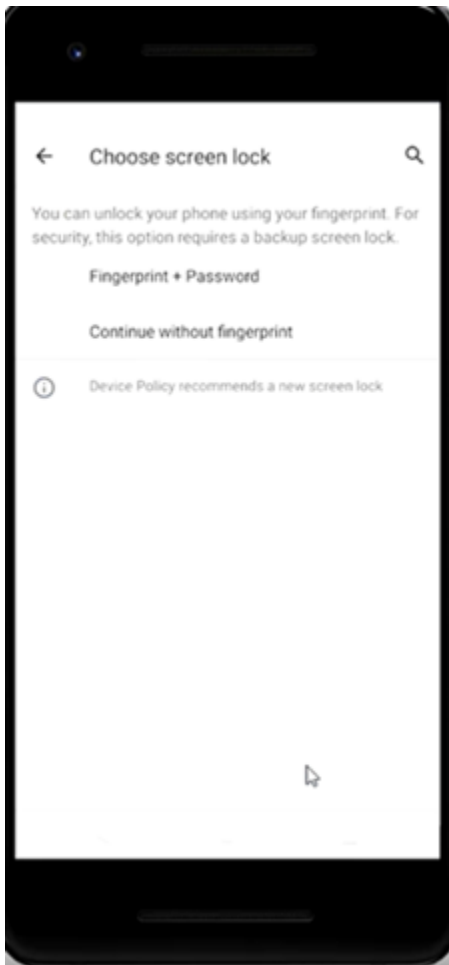 Choose screen lock
You can unlock your phone using your fingerprint. For
security, this option requires a backup screen lock.
Fingerprint + Password
Continue without fingerprint
Device Policy recommends a new screen lock